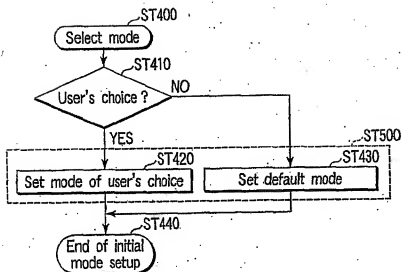 ST400
Select mode
ST410
User's choice ?
NO
YES
ST500
ST420
ST430
Set mode of user's choice
Set default mode
ST440
End of initial
mode setup